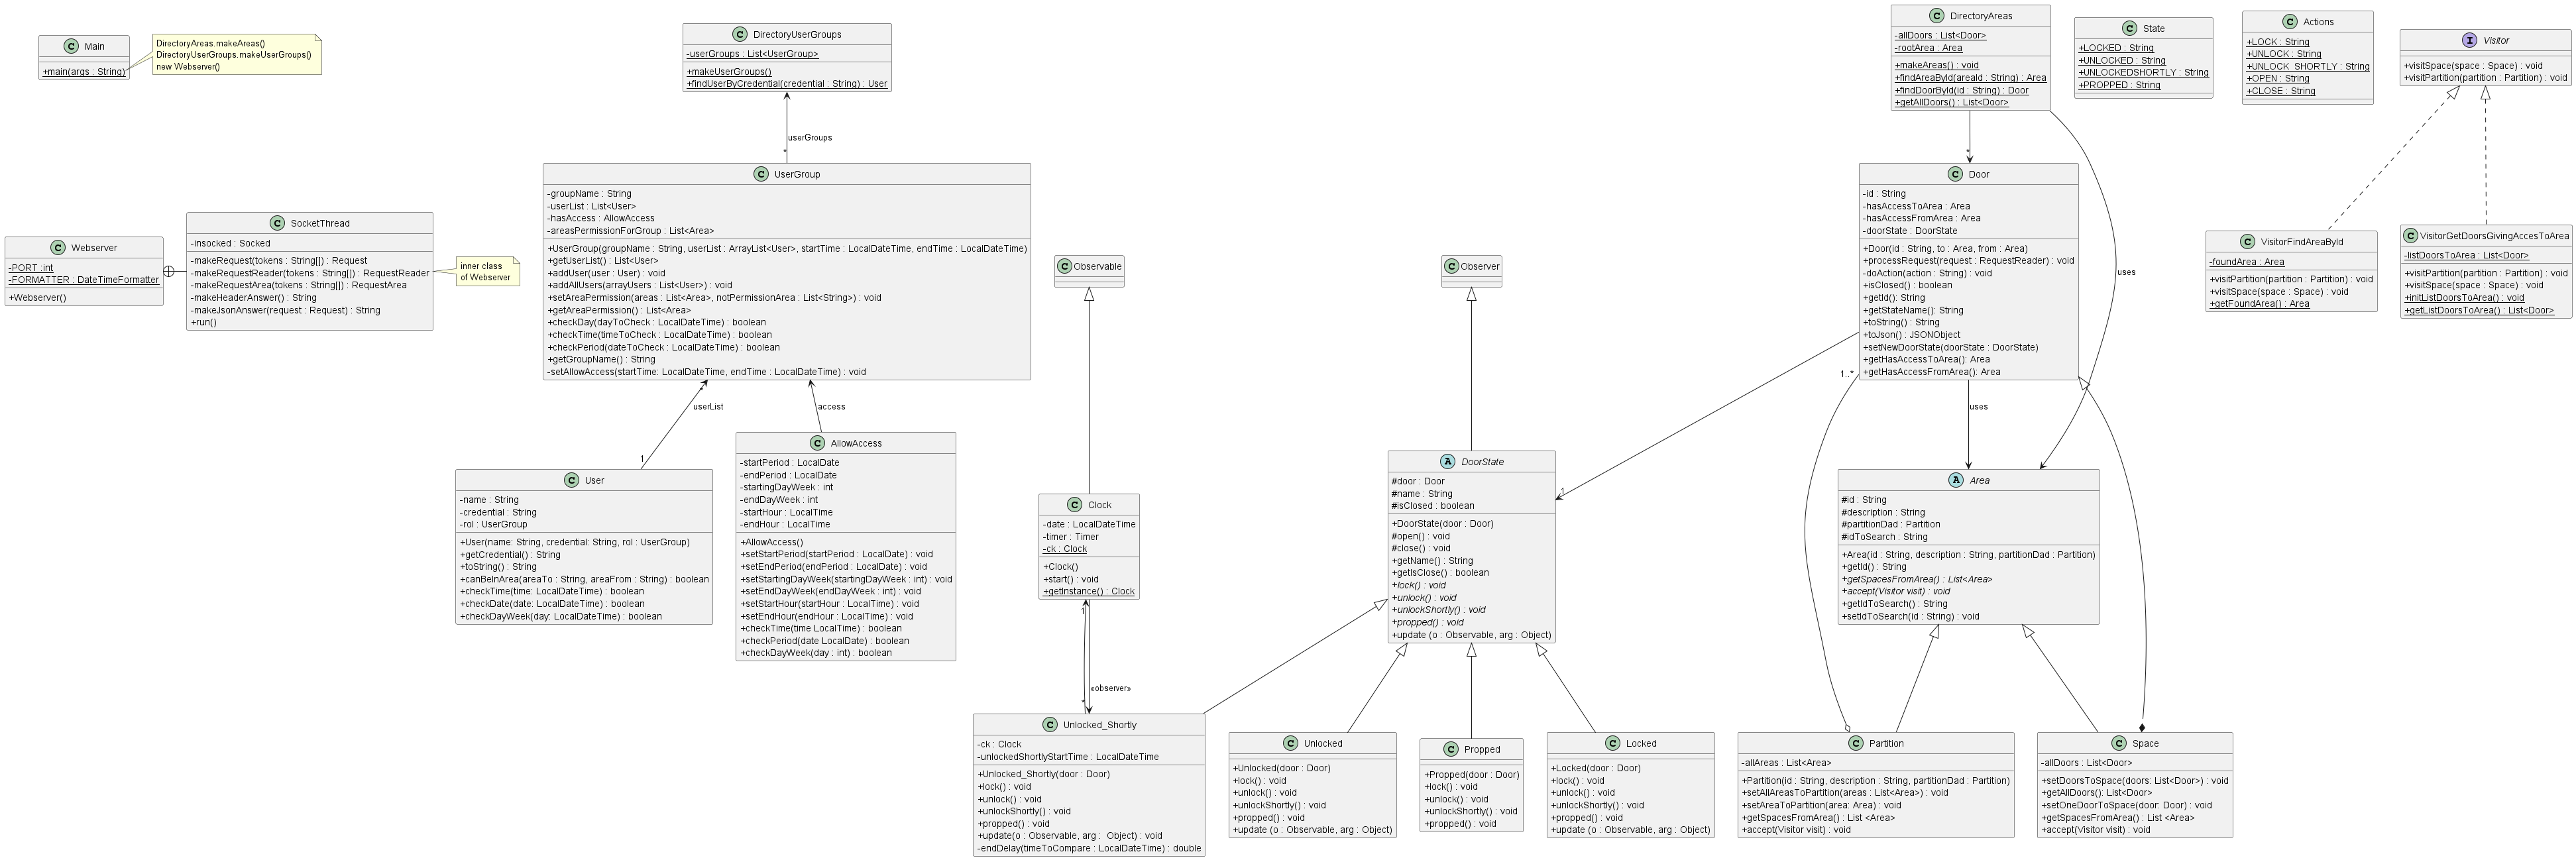 Main
+main(args : String)
DirectoryAreas.makeAreas()
DirectoryUserGroups.makeUserGroups()
new Webserver()
DirectoryUserGroups
-userGroups : List<UserGroup>
+makeUserGroups()
+findUserByCredential(credential : String) : User
DirectoryAreas
-allDoors : List<Door>
-rootArea : Area
+makeAreas() : void
+findAreaById(areaId : String) : Area
+findDoorById(id : String) : Door
+getAllDoors() : List<Door>
State
+LOCKED : String
+UNLOCKED : String
+UNLOCKEDSHORTLY : String
+PROPPED : String
Actions
+LOCK : String
+UNLOCK : String
+UNLOCK_SHORTLY : String
+OPEN : String
+CLOSE : String
Visitor
+visitSpace(space : Space) : void
+visitPartition(partition : Partition) : void
userGroups
*
*
uses
Webserver
-PORT :int
-FORMATTER : DateTimeFormatter
+Webserver()
SocketThread
-insocked : Socked
-makeRequest(tokens : String[]) : Request
-makeRequestReader(tokens : String[]) : RequestReader
-makeRequestArea(tokens : String[]) : RequestArea
-makeHeaderAnswer() : String
-makeJsonAnswer(request : Request) : String
+run()
inner class
of Webserver
UserGroup
-groupName : String
-userList : List<User>
-hasAccess : AllowAccess
-areasPermissionForGroup : List<Area>
+UserGroup(groupName : String, userList : ArrayList<User>, startTime : LocalDateTime, endTime : LocalDateTime)
+getUserList() : List<User>
+addUser(user : User) : void
+addAllUsers(arrayUsers : List<User>) : void
+setAreaPermission(areas : List<Area>, notPermissionArea : List<String>) : void
+getAreaPermission() : List<Area>
+checkDay(dayToCheck : LocalDateTime) : boolean
+checkTime(timeToCheck : LocalDateTime) : boolean
+checkPeriod(dateToCheck : LocalDateTime) : boolean
+getGroupName() : String
-setAllowAccess(startTime: LocalDateTime, endTime : LocalDateTime) : void
Observable
Observer
Door
-id : String
-hasAccessToArea : Area
-hasAccessFromArea : Area
-doorState : DoorState
+Door(id : String, to : Area, from : Area)
+processRequest(request : RequestReader) : void
-doAction(action : String) : void
+isClosed() : boolean
+getId(): String
+getStateName(): String
+toString() : String
+toJson() : JSONObject
+setNewDoorState(doorState : DoorState)
+getHasAccessToArea(): Area
+getHasAccessFromArea(): Area
VisitorFindAreaById
-foundArea : Area
+visitPartition(partition : Partition) : void
+visitSpace(space : Space) : void
+getFoundArea() : Area
VisitorGetDoorsGivingAccesToArea
-listDoorsToArea : List<Door>
+visitPartition(partition : Partition) : void
+visitSpace(space : Space) : void
+initListDoorsToArea() : void
+getListDoorsToArea() : List<Door>
*
userList
1
access
1..*
uses
1
User
-name : String
-credential : String
-rol : UserGroup
+User(name: String, credential: String, rol : UserGroup)
+getCredential() : String
+toString() : String
+canBeInArea(areaTo : String, areaFrom : String) : boolean
+checkTime(time: LocalDateTime) : boolean
+checkDate(date: LocalDateTime) : boolean
+checkDayWeek(day: LocalDateTime) : boolean
AllowAccess
-startPeriod : LocalDate
-endPeriod : LocalDate
-startingDayWeek : int
-endDayWeek : int
-startHour : LocalTime
-endHour : LocalTime
+AllowAccess()
+setStartPeriod(startPeriod : LocalDate) : void
+setEndPeriod(endPeriod : LocalDate) : void
+setStartingDayWeek(startingDayWeek : int) : void
+setEndDayWeek(endDayWeek : int) : void
+setStartHour(startHour : LocalTime) : void
+setEndHour(endHour : LocalTime) : void
+checkTime(time LocalTime) : boolean
+checkPeriod(date LocalDate) : boolean
+checkDayWeek(day : int) : boolean
Clock
-date : LocalDateTime
-timer : Timer
-ck : Clock
+Clock()
+start() : void
+getInstance() : Clock
DoorState
#door : Door
#name : String
#isClosed : boolean
+DoorState(door : Door)
#open() : void
#close() : void
+getName() : String
+getIsClose() : boolean
+lock() : void
+unlock() : void
+unlockShortly() : void
+propped() : void
+update (o : Observable, arg : Object)
Area
#id : String
#description : String
#partitionDad : Partition
#idToSearch : String
+Area(id : String, description : String, partitionDad : Partition)
+getId() : String
+getSpacesFromArea() : List<Area>
+accept(Visitor visit) : void
+getIdToSearch() : String
+setIdToSearch(id : String) : void
1
«observer»
*
Unlocked_Shortly
-ck : Clock
-unlockedShortlyStartTime : LocalDateTime
+Unlocked_Shortly(door : Door)
+lock() : void
+unlock() : void
+unlockShortly() : void
+propped() : void
+update(o : Observable, arg : Object) : void
-endDelay(timeToCompare : LocalDateTime) : double
Unlocked
+Unlocked(door : Door)
+lock() : void
+unlock() : void
+unlockShortly() : void
+propped() : void
+update (o : Observable, arg : Object)
Propped
+Propped(door : Door)
+lock() : void
+unlock() : void
+unlockShortly() : void
+propped() : void
Locked
+Locked(door : Door)
+lock() : void
+unlock() : void
+unlockShortly() : void
+propped() : void
+update (o : Observable, arg : Object)
Partition
-allAreas : List<Area>
+Partition(id : String, description : String, partitionDad : Partition)
+setAllAreasToPartition(areas : List<Area>) : void
+setAreaToPartition(area: Area) : void
+getSpacesFromArea() : List <Area>
+accept(Visitor visit) : void
Space
-allDoors : List<Door>
+setDoorsToSpace(doors: List<Door>) : void
+getAllDoors(): List<Door>
+setOneDoorToSpace(door: Door) : void
+getSpacesFromArea() : List <Area>
+accept(Visitor visit) : void